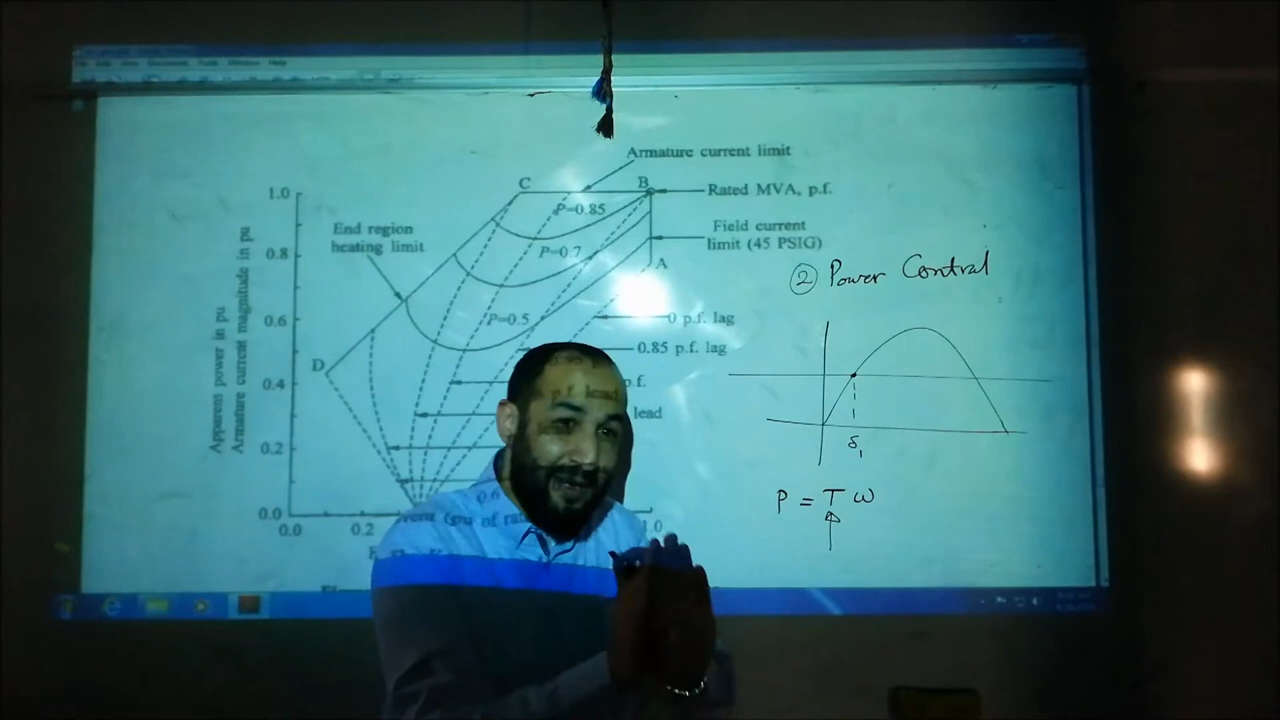 Armature current limit
C
B
Rated MVA, p.f.
1.0
P=0.85
End region
heating limit
Field current
limit (45 PSIG)
0.8
P=0.7
A
② Power Control
Apparent power in pu
Armature current magnitude in pu
0.6
P=0.5
0 p.f. lag
0.85 p.f. lag
D
0.4
p.f.
p.f. lead
lead
0.2
δ₁
P = T ω
0.0
0.0
0.2
0.6
1.0